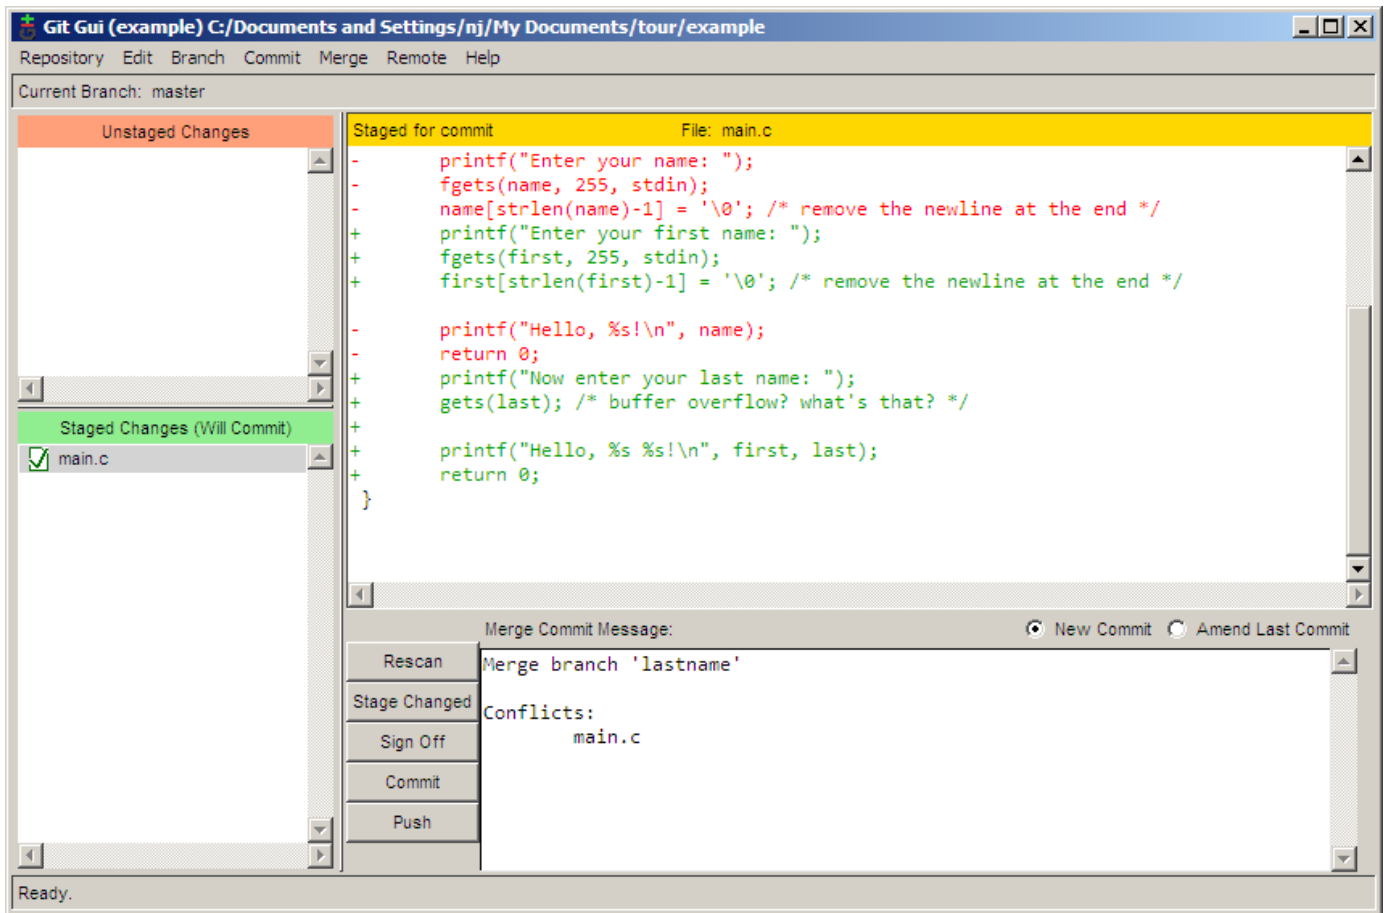 Git Gui (example) C:/Documents and Settings/nj/My Documents/tour/example
Repository Edit Branch Commit Merge Remote Help
Current Branch: master
Unstaged Changes
Staged Changes (Will Commit)
main.c
Staged for commit File: main.c
-       printf("Enter your name: ");
-       fgets(name, 255, stdin);
-       name[strlen(name)-1] = '\0'; /* remove the newline at the end */
+       printf("Enter your first name: ");
+       fgets(first, 255, stdin);
+       first[strlen(first)-1] = '\0'; /* remove the newline at the end */
-       printf("Hello, %s!\n", name);
-       return 0;
+       printf("Now enter your last name: ");
+       gets(last); /* buffer overflow? what's that? */
+
+       printf("Hello, %s %s!\n", first, last);
+       return 0;
 }
Merge Commit Message: New Commit Amend Last Commit
Rescan
Stage Changed
Sign Off
Commit
Push
Merge branch 'lastname'
Conflicts:
        main.c
Ready.